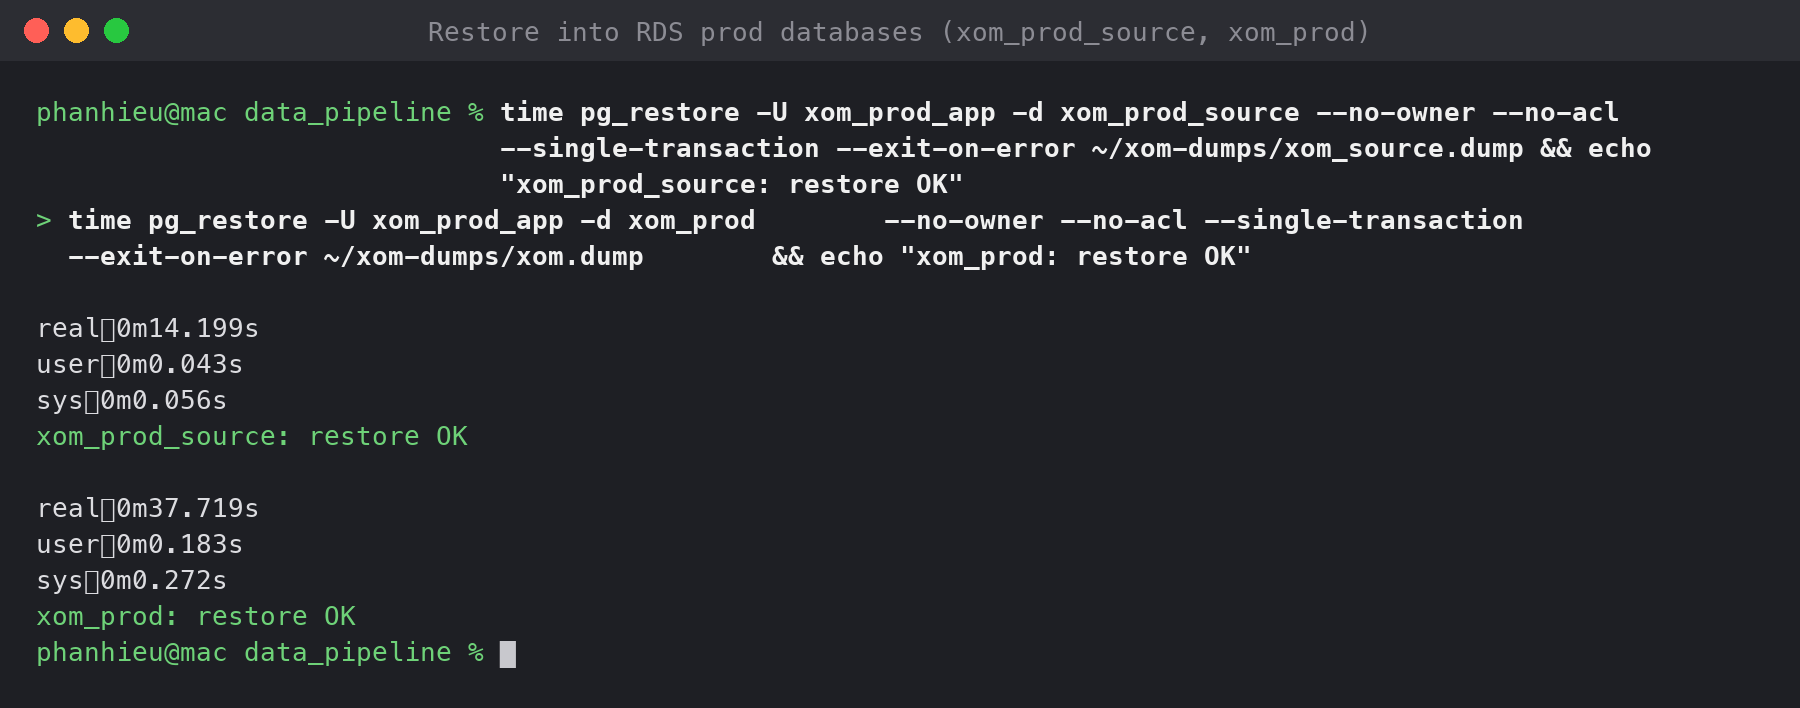 Restore into RDS prod databases (xom_prod_source, xom_prod)
phanhieu@mac data_pipeline % time pg_restore -U xom_prod_app -d xom_prod_source --no-owner --no-acl
--single-transaction --exit-on-error ~/xom-dumps/xom_source.dump && echo
"xom_prod_source: restore OK"
> time pg_restore -U xom_prod_app -d xom_prod        --no-owner --no-acl --single-transaction
--exit-on-error ~/xom-dumps/xom.dump        && echo "xom_prod: restore OK"
real▯0m14.199s
user▯0m0.043s
sys▯0m0.056s
xom_prod_source: restore OK
real▯0m37.719s
user▯0m0.183s
sys▯0m0.272s
xom_prod: restore OK
phanhieu@mac data_pipeline %